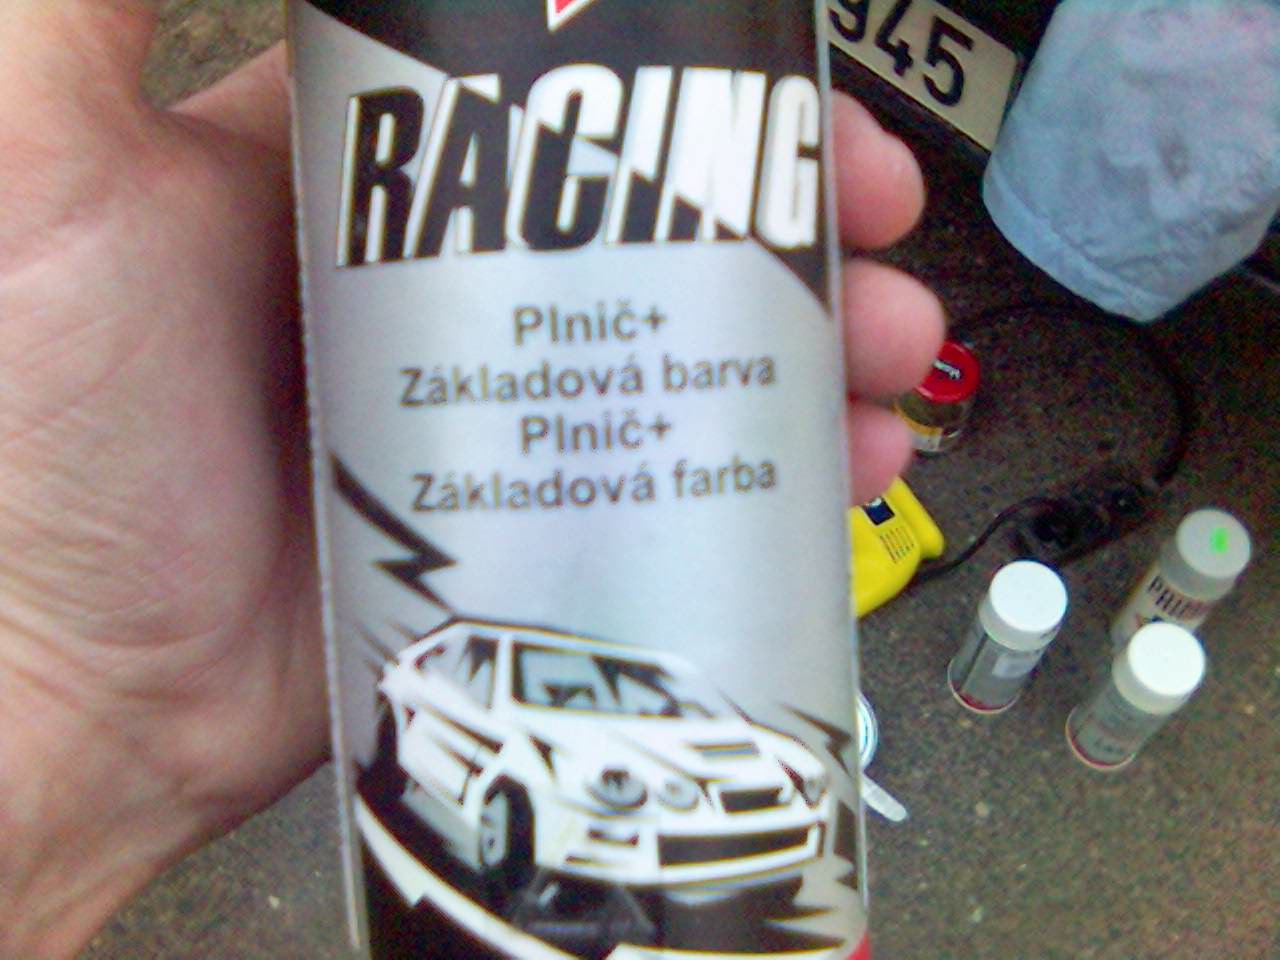 945
RACING
Plnič+
Základová barva
Plnič+
Základová farba